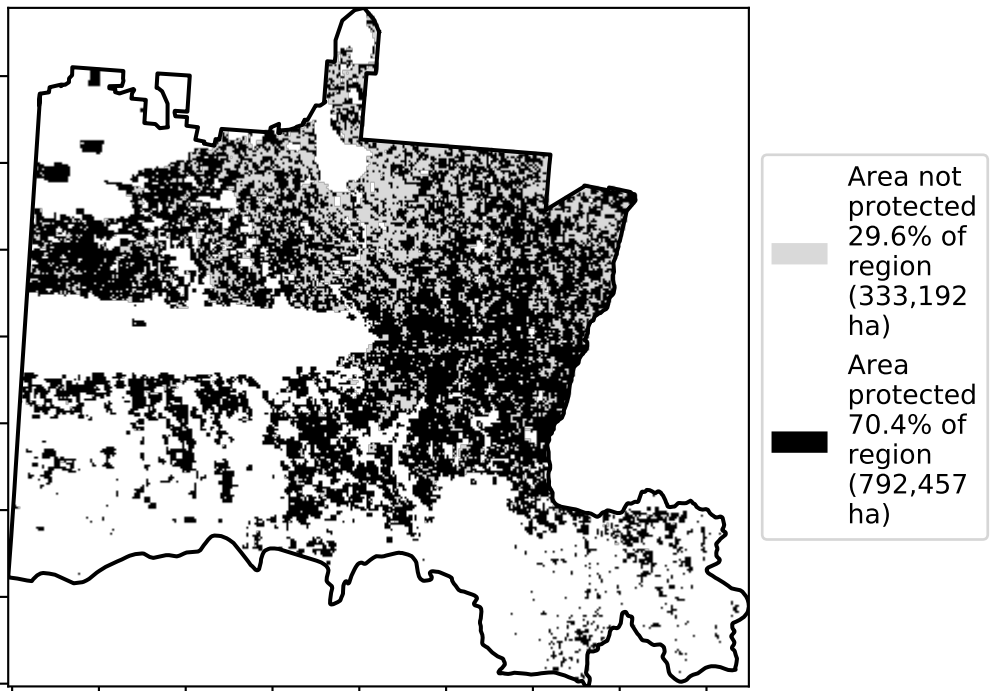 Area not
protected
29.6% of
region
(333,192
ha)
Area
protected
70.4% of
region
(792,457
ha)